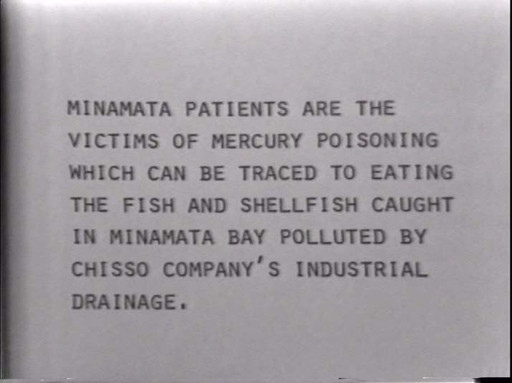 MINAMATA PATIENTS ARE THE
VICTIMS OF MERCURY POISONING
WHICH CAN BE TRACED TO EATING
THE FISH AND SHELLFISH CAUGHT
IN MINAMATA BAY POLLUTED BY
CHISSO COMPANY'S INDUSTRIAL
DRAINAGE.